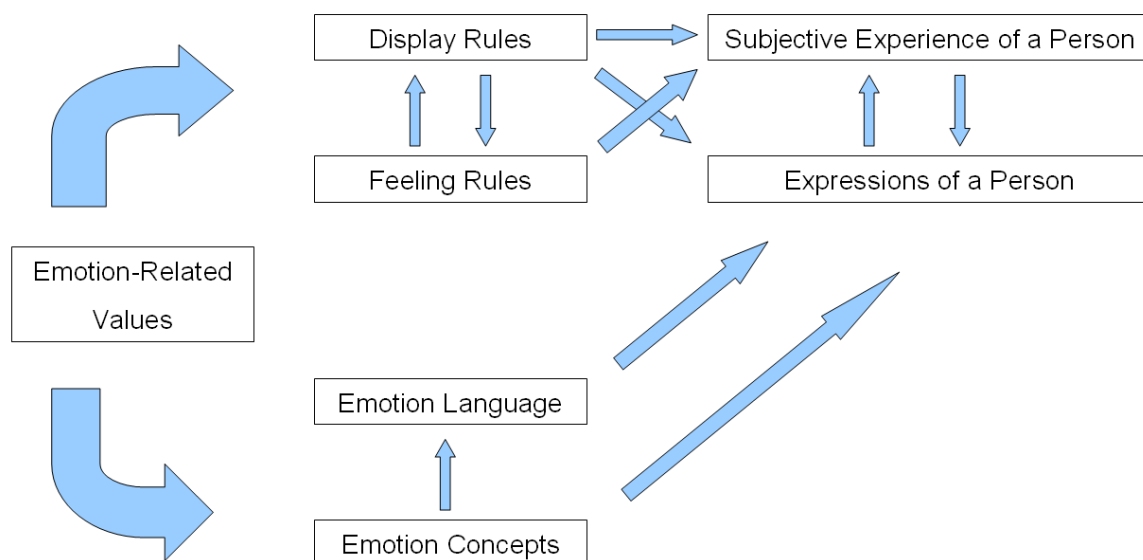 Display Rules
Subjective Experience of a Person
Feeling Rules
Expressions of a Person
Emotion-Related
Values
Emotion Language
Emotion Concepts